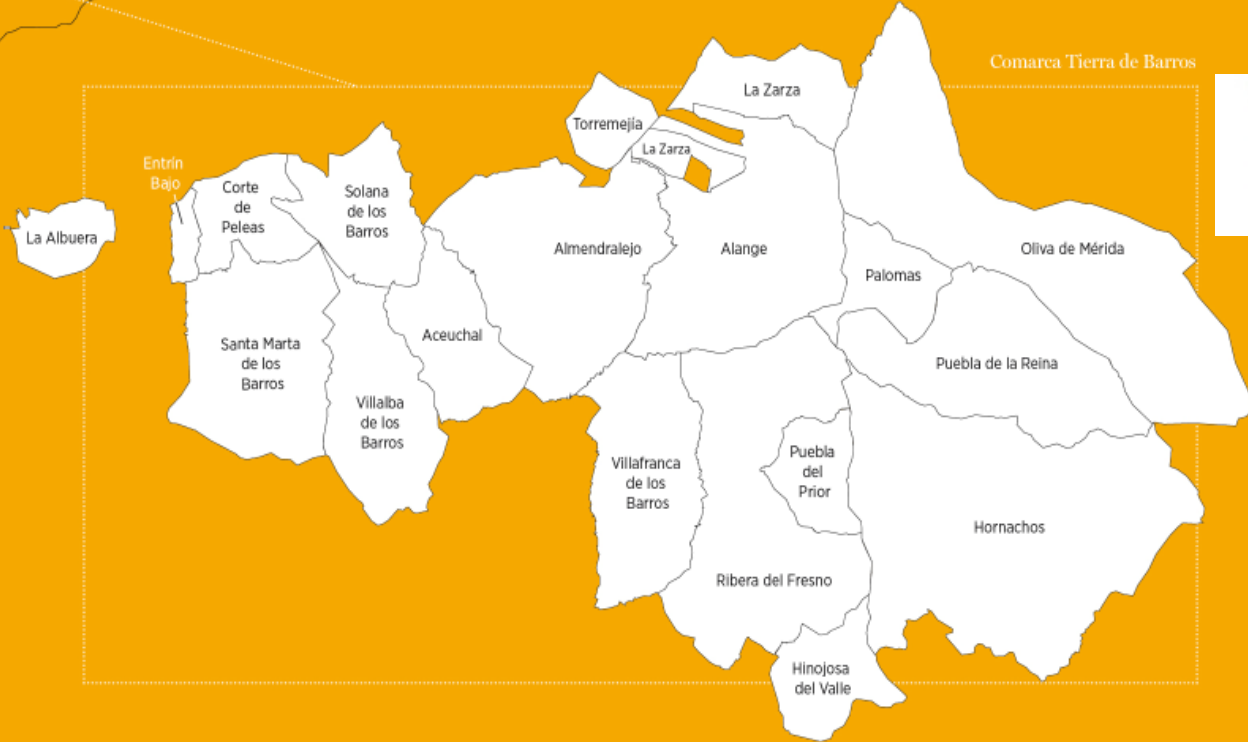 Comarca Tierra de Barros
La Zarza
Torremejía
La Zarza
Entrín
Bajo
Corte
de
Peleas
Solana
de los
Barros
La Albuera
Almendralejo
Alange
Oliva de Mérida
Palomas
Aceuchal
Santa Marta
de los
Barros
Puebla de la Reina
Villalba
de los
Barros
Villafranca
de los
Barros
Puebla
del
Prior
Hornachos
Ribera del Fresno
Hinojosa
del Valle